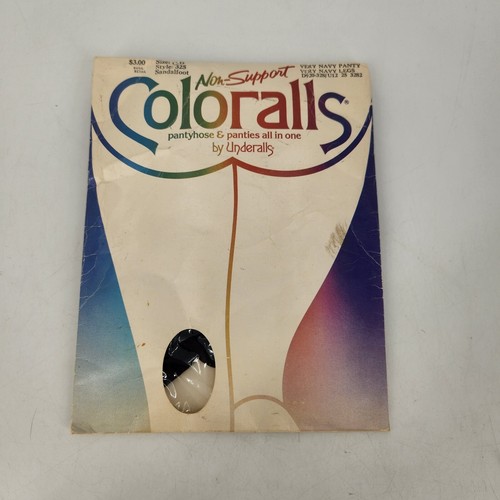 $3.00
Size: C-D
Style: 325
Sandalfoot
VERY NAVY PANTY
VERY NAVY LEGS
Non-Support
Coloralls®
pantyhose & panties all in one
by Underalls